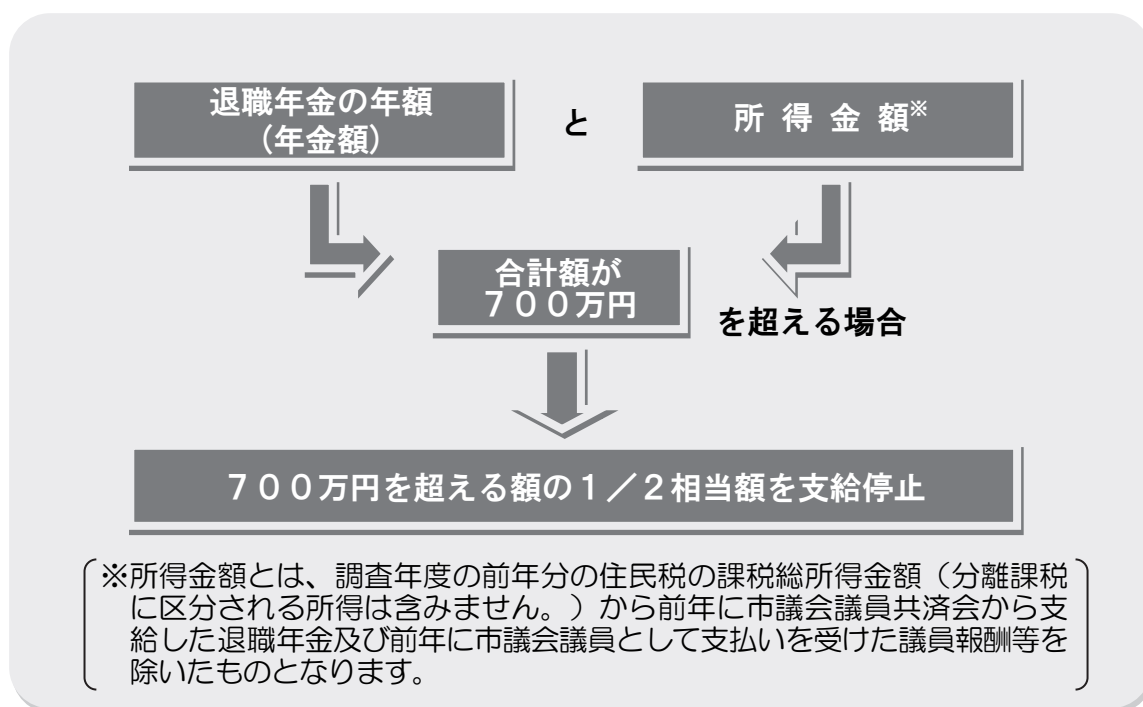 退職年金の年額
（年金額）
と
所 得 金 額※
合計額が
７００万円
を超える場合
７００万円を超える額の１／２相当額を支給停止
※所得金額とは、調査年度の前年分の住民税の課税総所得金額（分離課税
に区分される所得は含みません。）から前年に市議会議員共済会から支
給した退職年金及び前年に市議会議員として支払いを受けた議員報酬等を
除いたものとなります。